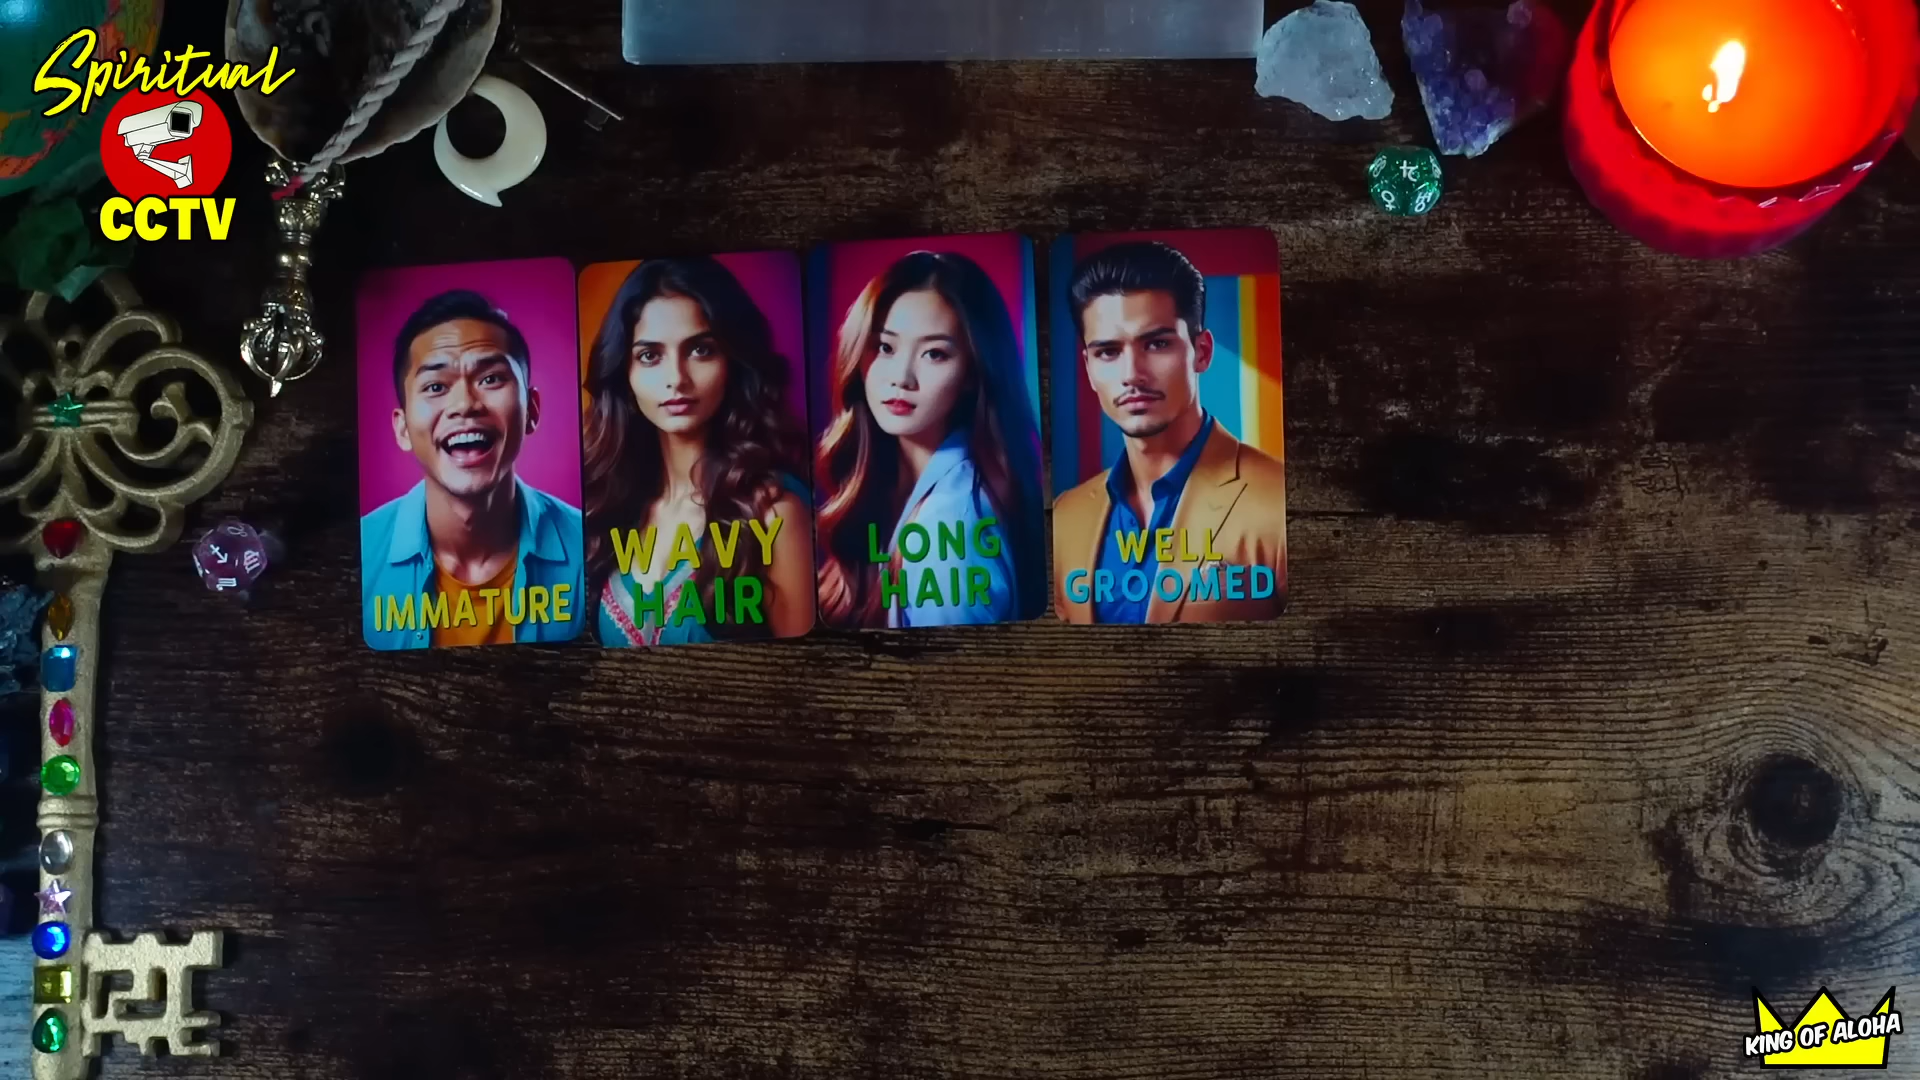 Spiritual
CCTV
IMMATURE
WAVY
HAIR
LONG
HAIR
WELL
GROOMED
KING OF ALOHA